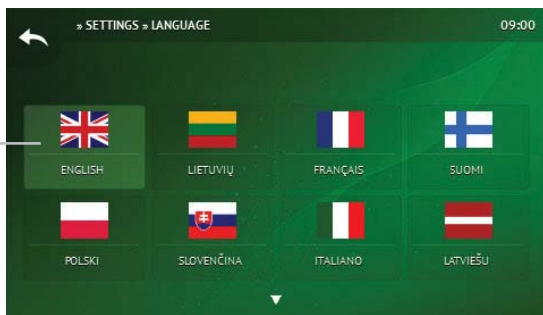 » SETTINGS » LANGUAGE 09:00
ENGLISH LIETUVIŲ FRANÇAIS SUOMI
POLSKI SLOVENČINA ITALIANO LATVIEŠU